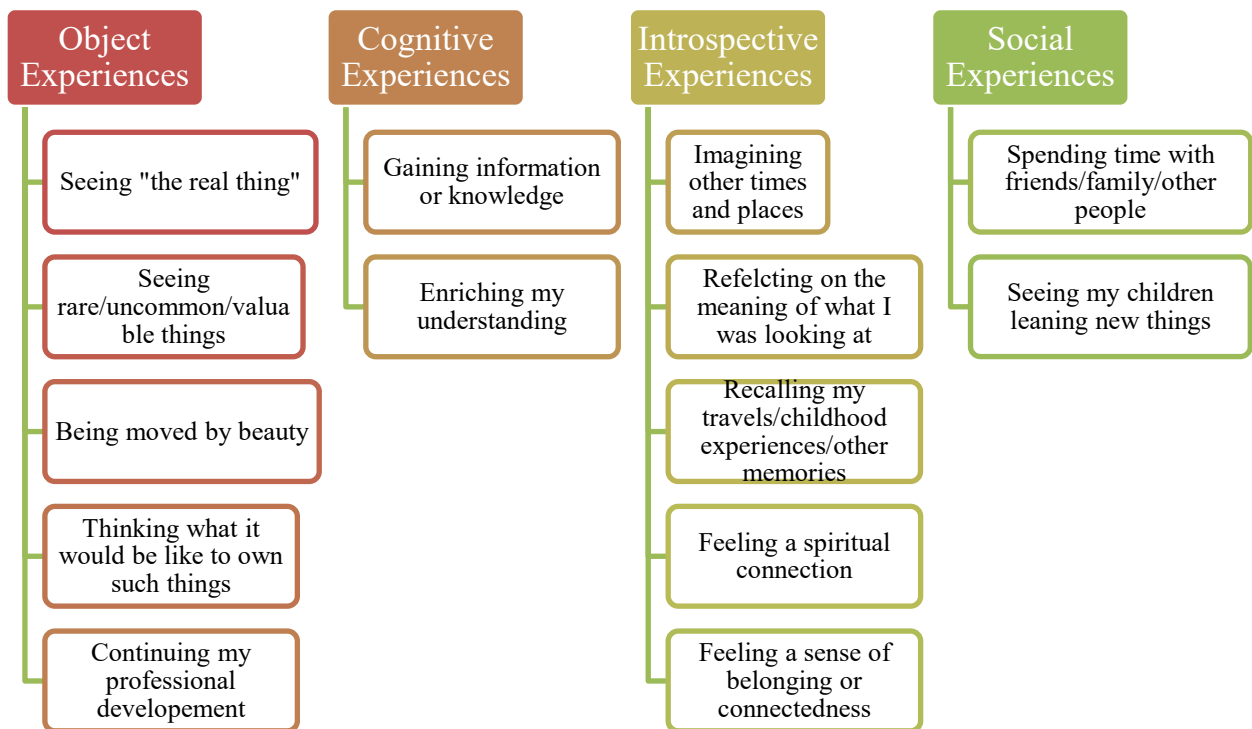 Object
Experiences
Seeing "the real thing"
Seeing
rare/uncommon/valua
ble things
Being moved by beauty
Thinking what it
would be like to own
such things
Continuing my
professional
developement
Cognitive
Experiences
Gaining information
or knowledge
Enriching my
understanding
Introspective
Experiences
Imagining
other times
and places
Refelcting on the
meaning of what I
was looking at
Recalling my
travels/childhood
experiences/other
memories
Feeling a spiritual
connection
Feeling a sense of
belonging or
connectedness
Social
Experiences
Spending time with
friends/family/other
people
Seeing my children
leaning new things